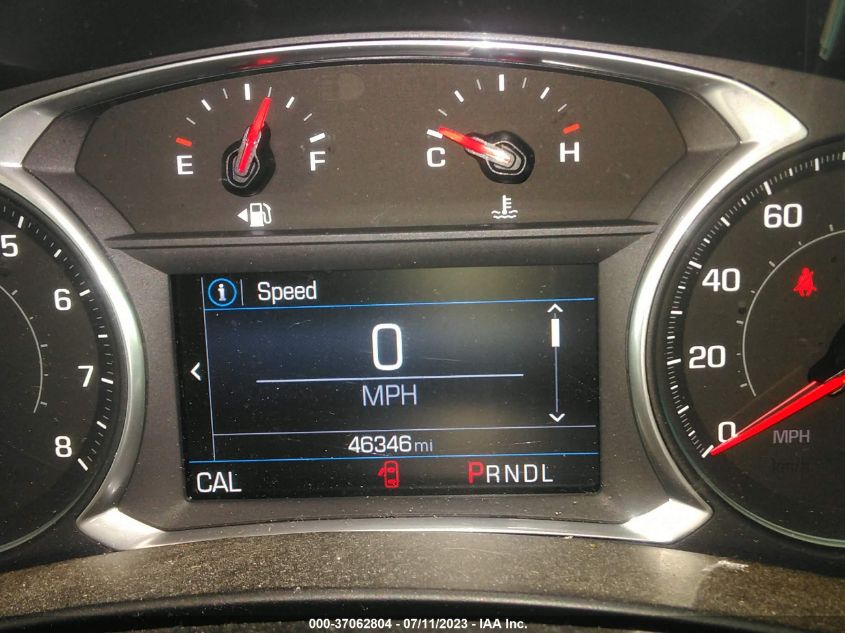 E F C H
5 6 7 8
60 40 20 0
MPH
km/h
i Speed
0
MPH
46346 mi
CAL PRNDL
000-37062804 - 07/11/2023 - IAA Inc.